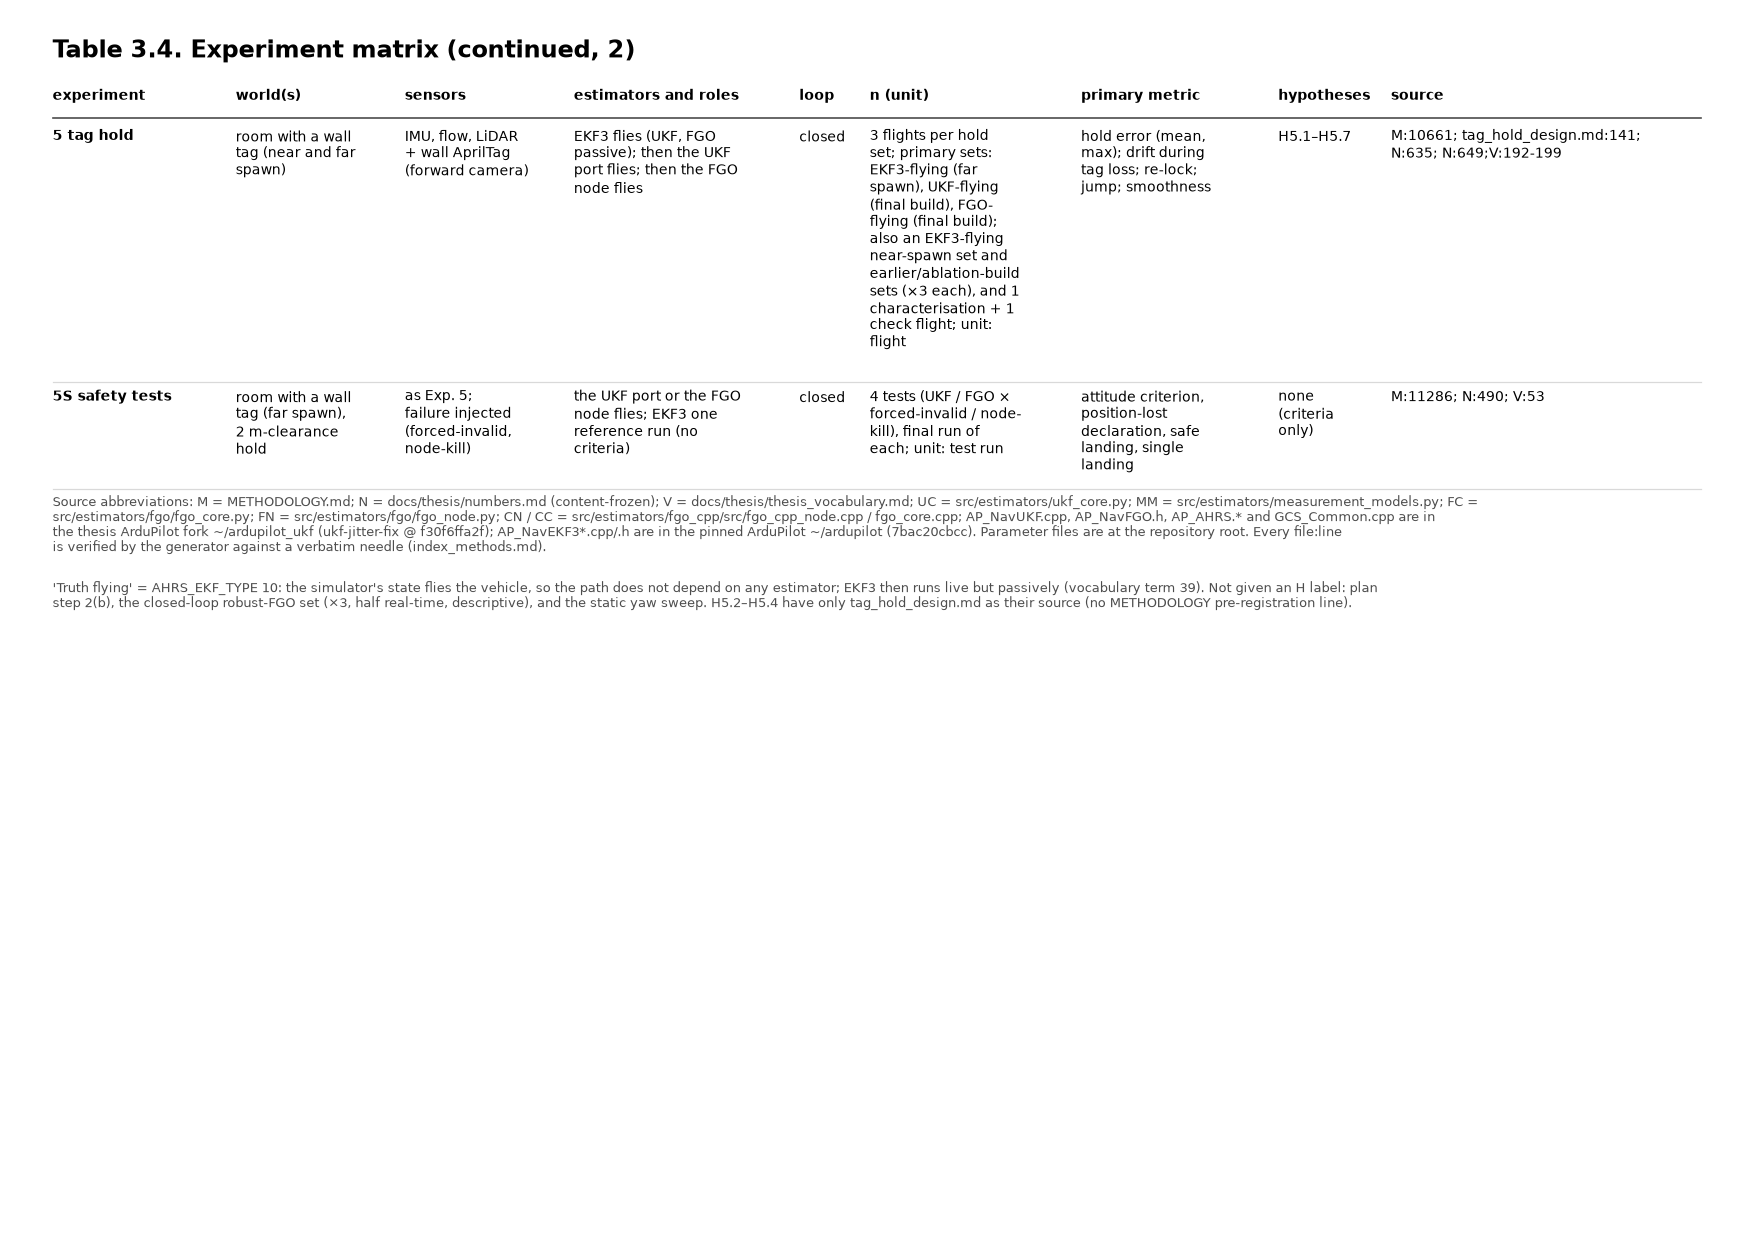 Table 3.4. Experiment matrix (continued, 2)
experiment
world(s)
sensors
estimators and roles
loop
n (unit)
primary metric
hypotheses
source
5 tag hold
room with a wall
tag (near and far
spawn)
IMU, flow, LiDAR
+ wall AprilTag
(forward camera)
EKF3 flies (UKF, FGO
passive); then the UKF
port flies; then the FGO
node flies
closed
3 flights per hold
set; primary sets:
EKF3-flying (far
spawn), UKF-flying
(final build), FGO-
flying (final build);
also an EKF3-flying
near-spawn set and
earlier/ablation-build
sets (×3 each), and 1
characterisation + 1
check flight; unit:
flight
hold error (mean,
max); drift during
tag loss; re-lock;
jump; smoothness
H5.1–H5.7
M:10661; tag_hold_design.md:141;
N:635; N:649;V:192-199
5S safety tests
room with a wall
tag (far spawn),
2 m-clearance
hold
as Exp. 5;
failure injected
(forced-invalid,
node-kill)
the UKF port or the FGO
node flies; EKF3 one
reference run (no
criteria)
closed
4 tests (UKF / FGO ×
forced-invalid / node-
kill), final run of
each; unit: test run
attitude criterion,
position-lost
declaration, safe
landing, single
landing
none
(criteria
only)
M:11286; N:490; V:53
Source abbreviations: M = METHODOLOGY.md; N = docs/thesis/numbers.md (content-frozen); V = docs/thesis/thesis_vocabulary.md; UC = src/estimators/ukf_core.py; MM = src/estimators/measurement_models.py; FC =
src/estimators/fgo/fgo_core.py; FN = src/estimators/fgo/fgo_node.py; CN / CC = src/estimators/fgo_cpp/src/fgo_cpp_node.cpp / fgo_core.cpp; AP_NavUKF.cpp, AP_NavFGO.h, AP_AHRS.* and GCS_Common.cpp are in
the thesis ArduPilot fork ~/ardupilot_ukf (ukf-jitter-fix @ f30f6ffa2f); AP_NavEKF3*.cpp/.h are in the pinned ArduPilot ~/ardupilot (7bac20cbcc). Parameter files are at the repository root. Every file:line
is verified by the generator against a verbatim needle (index_methods.md).
'Truth flying' = AHRS_EKF_TYPE 10: the simulator's state flies the vehicle, so the path does not depend on any estimator; EKF3 then runs live but passively (vocabulary term 39). Not given an H label: plan
step 2(b), the closed-loop robust-FGO set (×3, half real-time, descriptive), and the static yaw sweep. H5.2–H5.4 have only tag_hold_design.md as their source (no METHODOLOGY pre-registration line).